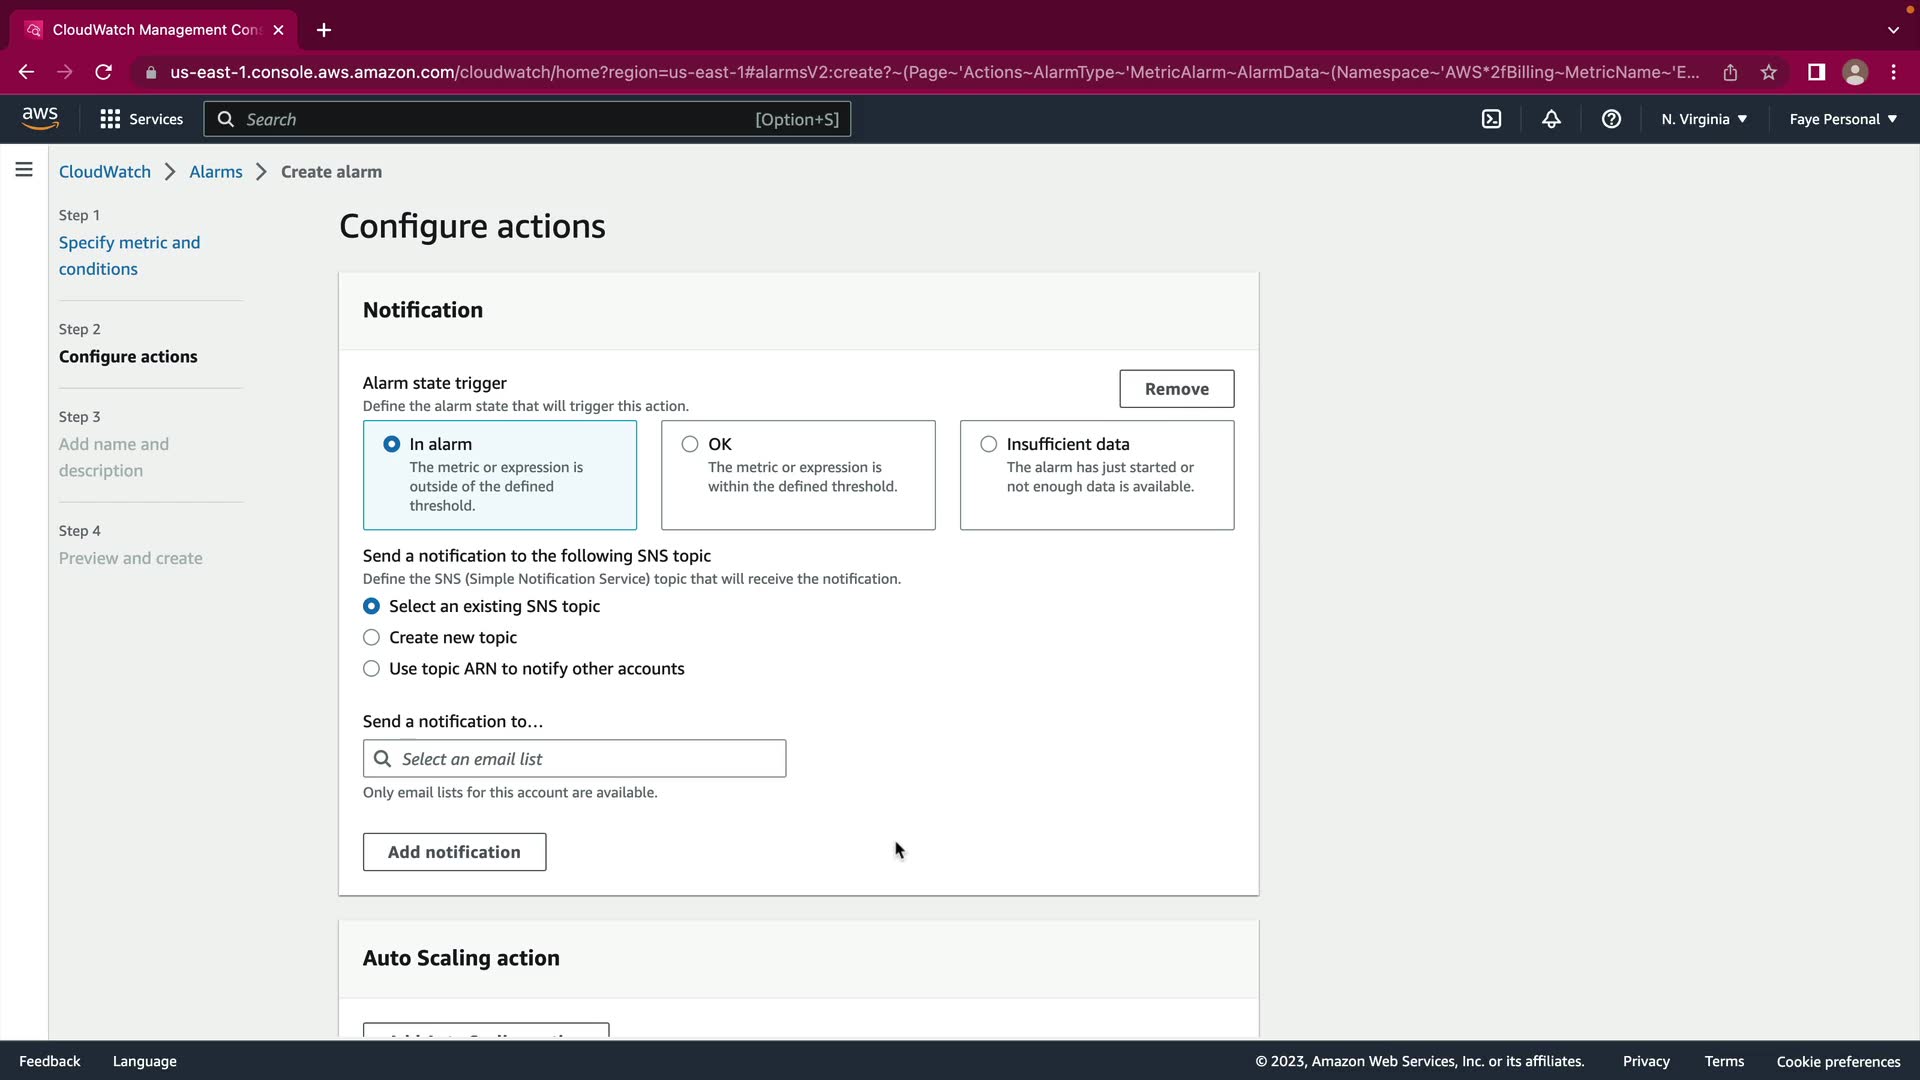 CloudWatch Management Con
us-east-1.console.aws.amazon.com/cloudwatch/home?region=us-east-1#alarmsV2:create?~(Page~'Actions~AlarmType~'MetricAlarm~AlarmData~(Namespace~'AWS*2fBilling~MetricName~'E...
aws
Services
Search
[Option+S]
N. Virginia
Faye Personal
CloudWatch
Alarms
Create alarm
Step 1
Specify metric and
conditions
Step 2
Configure actions
Step 3
Add name and
description
Step 4
Preview and create
Configure actions
Notification
Alarm state trigger
Define the alarm state that will trigger this action.
Remove
In alarm
The metric or expression is
outside of the defined
threshold.
OK
The metric or expression is
within the defined threshold.
Insufficient data
The alarm has just started or
not enough data is available.
Send a notification to the following SNS topic
Define the SNS (Simple Notification Service) topic that will receive the notification.
Select an existing SNS topic
Create new topic
Use topic ARN to notify other accounts
Send a notification to…
Select an email list
Only email lists for this account are available.
Add notification
Auto Scaling action
Feedback
Language
© 2023, Amazon Web Services, Inc. or its affiliates.
Privacy
Terms
Cookie preferences